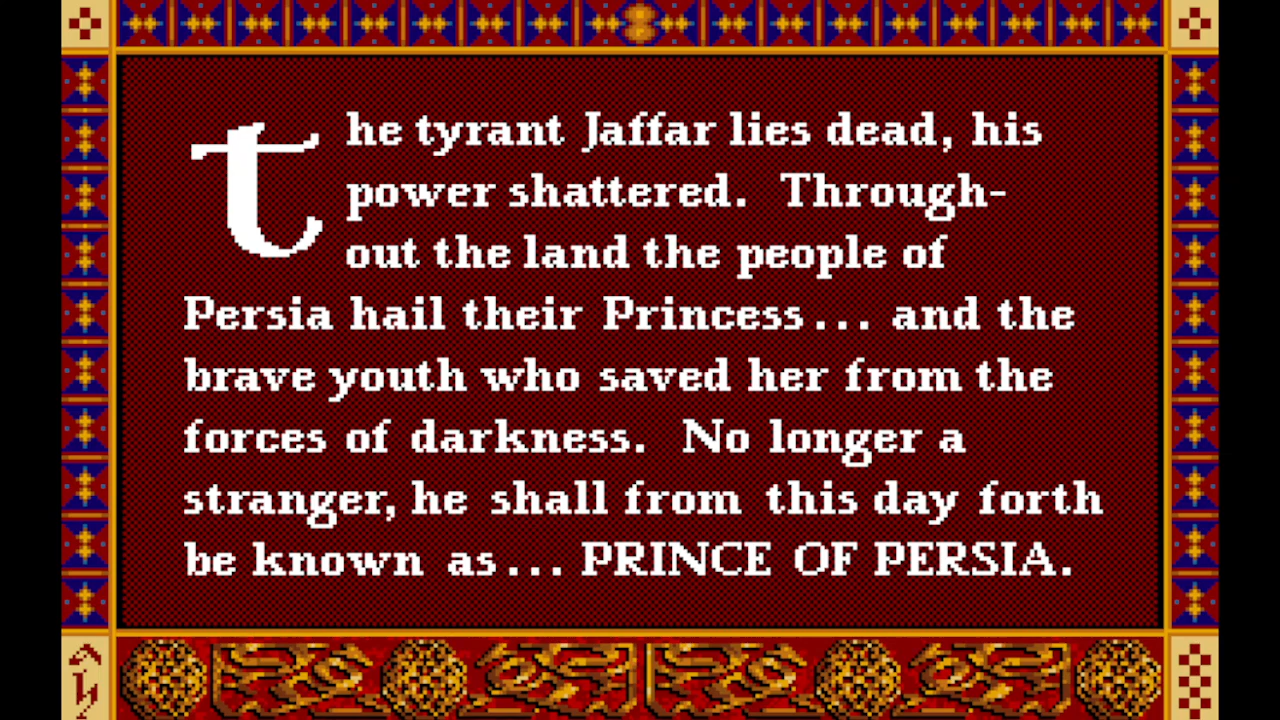 the tyrant Jaffar lies dead, his
power shattered.  Through-
out the land the people of
Persia hail their Princess... and the
brave youth who saved her from the
forces of darkness.  No longer a
stranger, he shall from this day forth
be known as... PRINCE OF PERSIA.